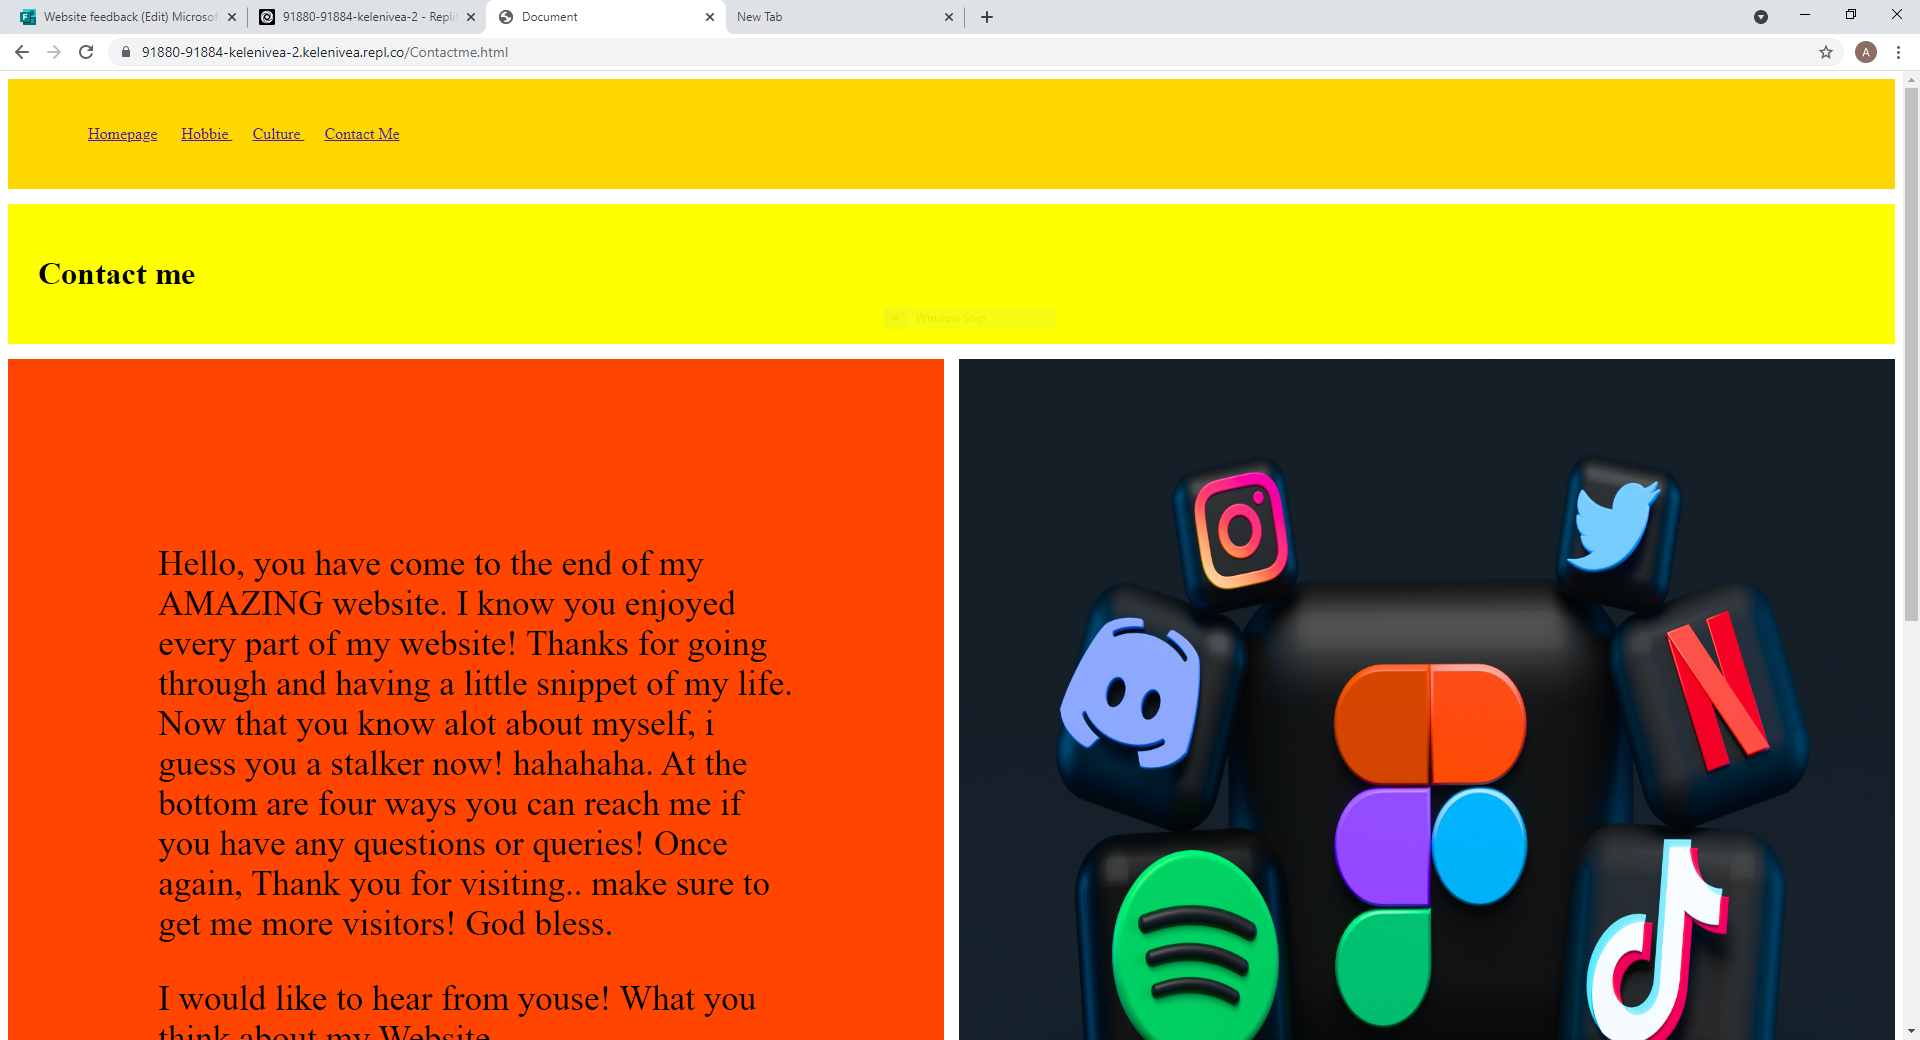 Website feedback (Edit) Microsof
91880-91884-kelenivea-2 - Replit
Document
New Tab
91880-91884-kelenivea-2.kelenivea.repl.co/Contactme.html
A
Homepage Hobbie Culture Contact Me
Contact me
Window Snip
Hello, you have come to the end of my
AMAZING website. I know you enjoyed
every part of my website! Thanks for going
through and having a little snippet of my life.
Now that you know alot about myself, i
guess you a stalker now! hahahaha. At the
bottom are four ways you can reach me if
you have any questions or queries! Once
again, Thank you for visiting.. make sure to
get me more visitors! God bless.
I would like to hear from youse! What you
think about my Website